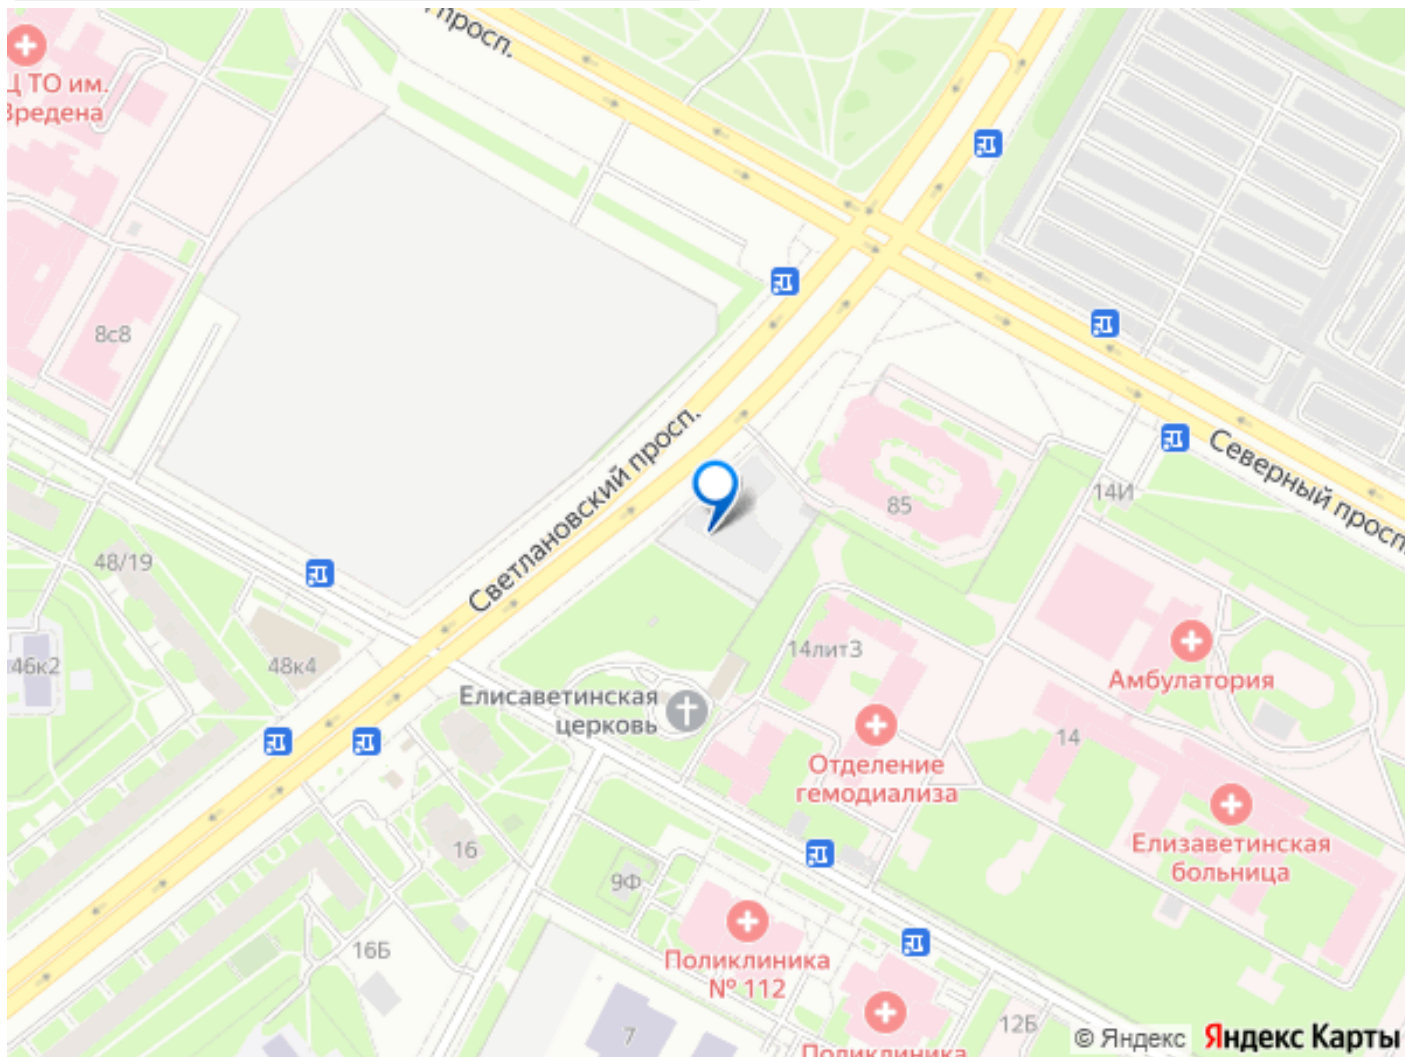 просп.
Ц ТО им.
Вредена
8с8
Светлановский просп.
Северный просп.
85
14И
48/19
46к2
48к4
Елисаветинская
церковь
14лит3
Амбулатория
14
Отделение
гемодиализа
Елизаветинская
больница
16
9Ф
16Б
Поликлиника
№ 112
7
12Б
Поликлиника
© Яндекс Яндекс Карты